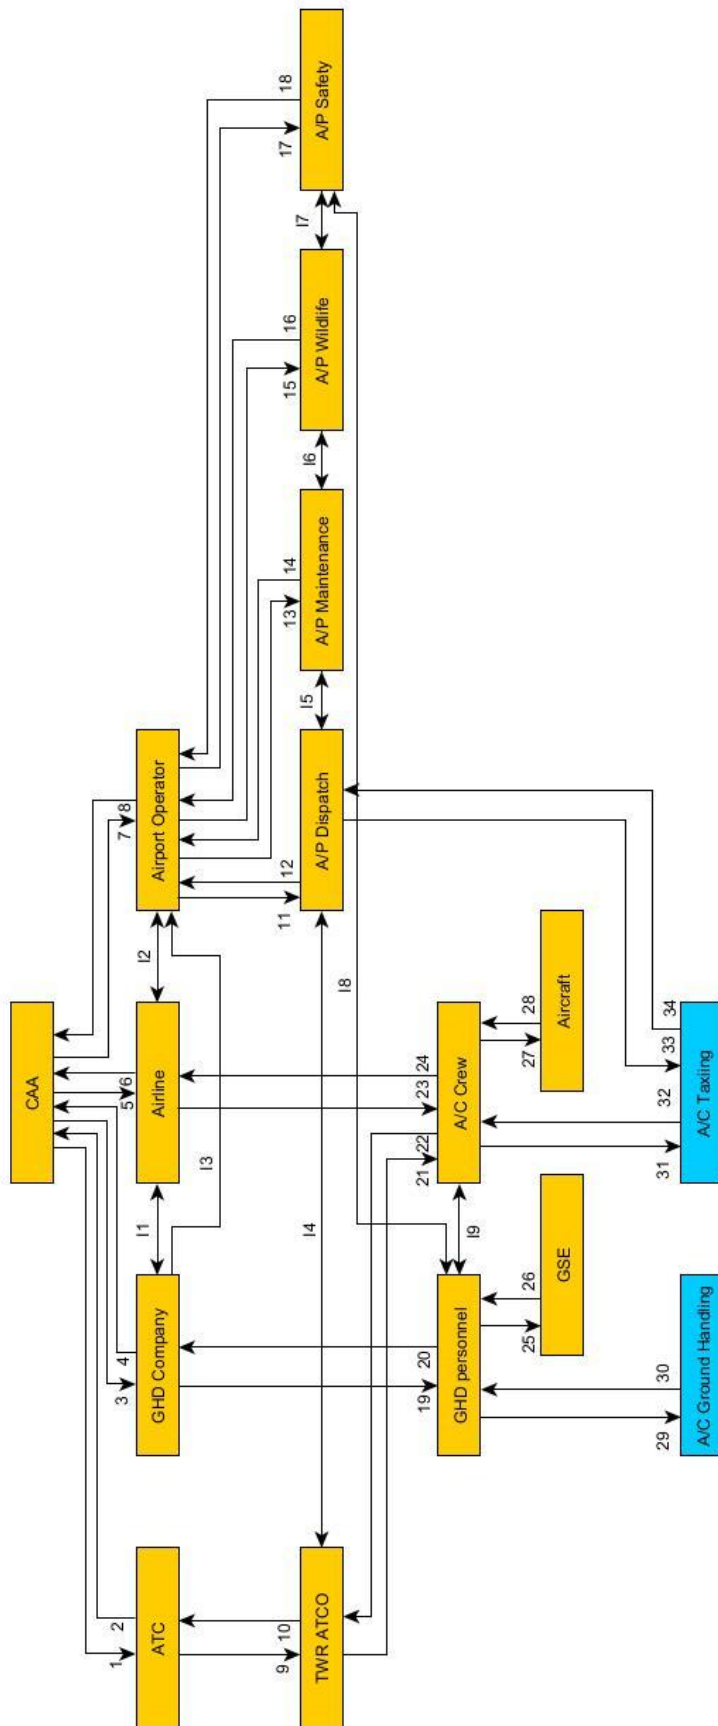 CAA
1
2
3
4
5
6
7
8
ATC
GHD Company
I1
Airline
I2
Airport Operator
I3
9
10
11
12
13
14
15
16
17
18
TWR ATCO
I4
A/P Dispatch
I5
A/P Maintenance
I6
A/P Wildlife
I7
A/P Safety
I8
19
20
21
22
23
24
GHD personnel
I9
A/C Crew
25
26
27
28
GSE
Aircraft
29
30
31
32
33
34
A/C Ground Handling
A/C Taxiing